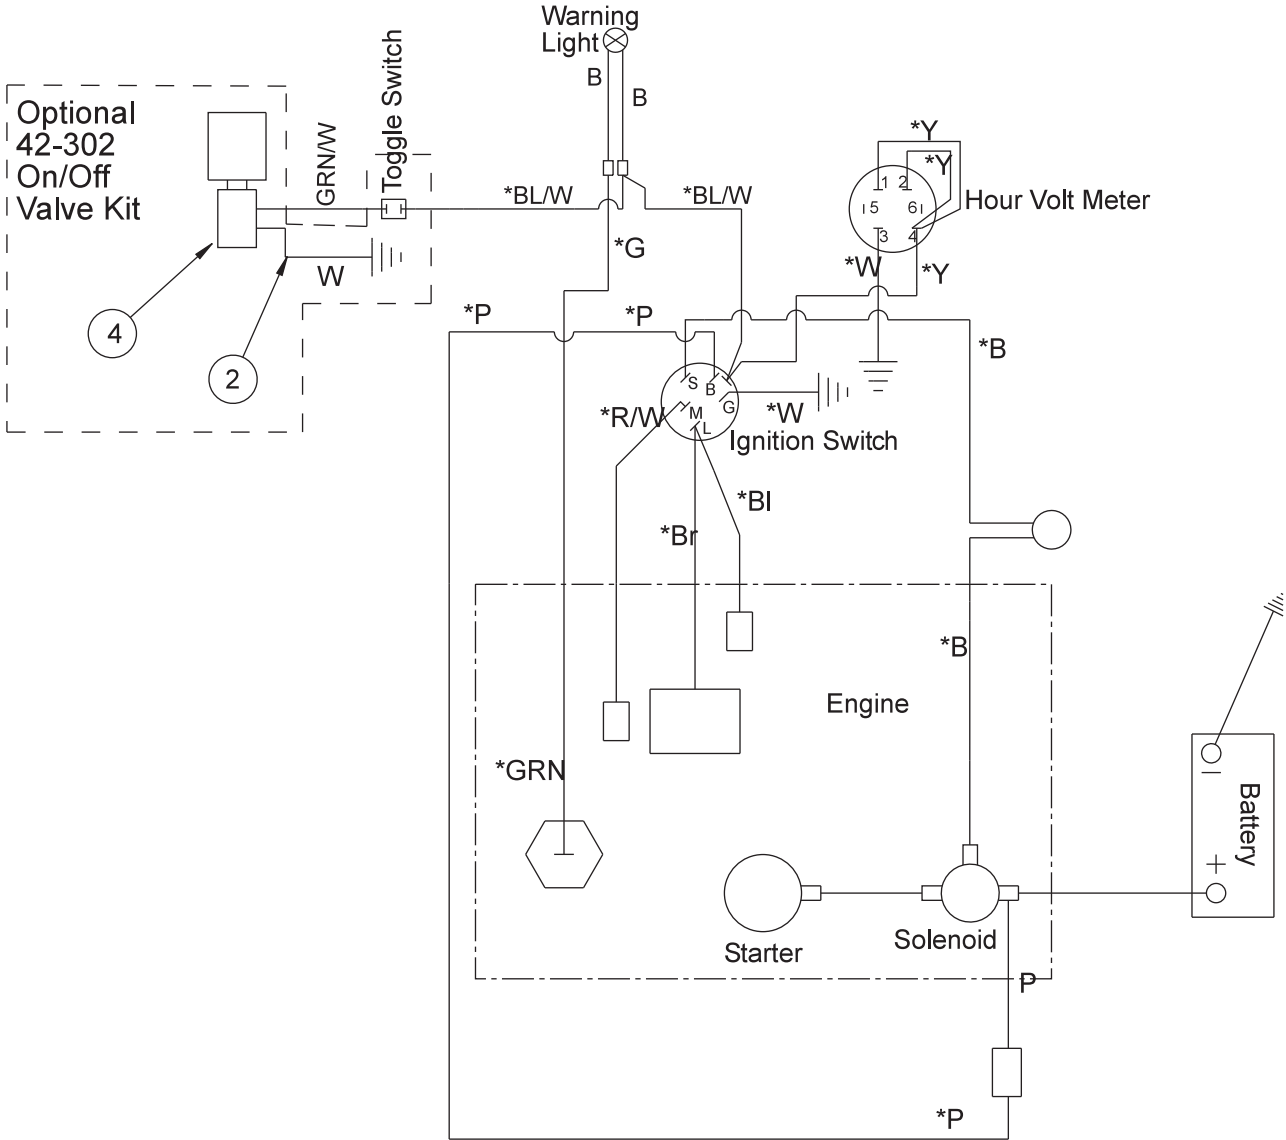 Warning
Light
B
B
Toggle Switch
Optional
42-302
On/Off
Valve Kit
GRN/W
*BL/W
*BL/W
*G
W
4
2
*Y
*Y
1
2
5
6
3
4
Hour Volt Meter
*W
*Y
*P
*P
*B
S
B
G
M
L
*R/W
*W
Ignition Switch
*Bl
*Br
*B
Engine
*GRN
Battery
Starter
Solenoid
P
*P